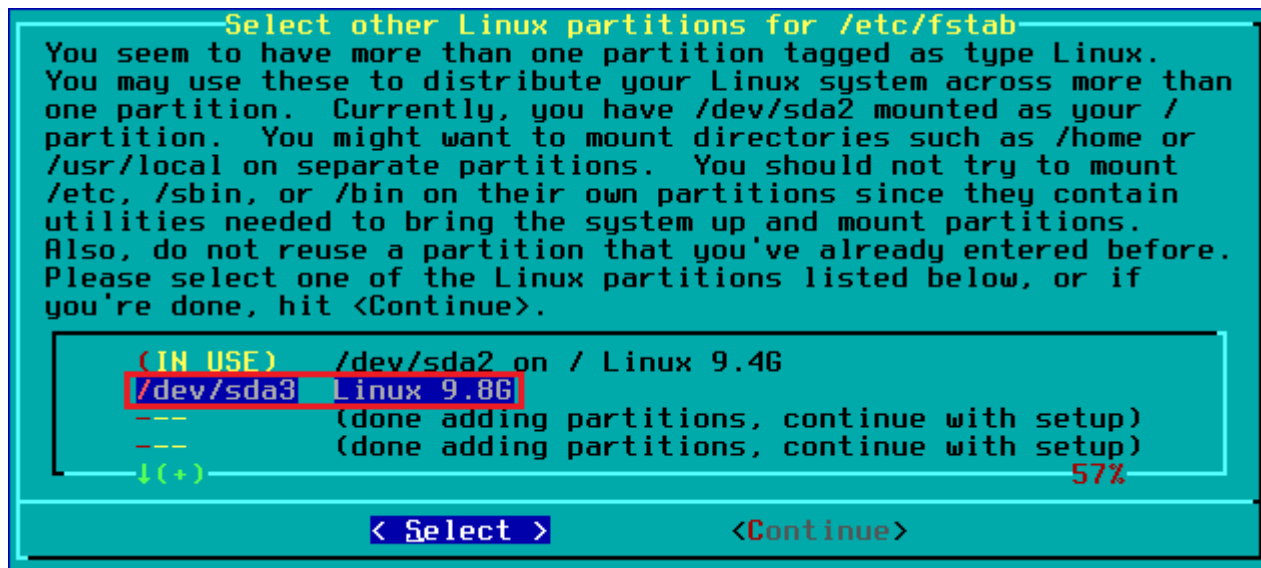 Select other Linux partitions for /etc/fstab
You seem to have more than one partition tagged as type Linux.
You may use these to distribute your Linux system across more than
one partition.  Currently, you have /dev/sda2 mounted as your /
partition.  You might want to mount directories such as /home or
/usr/local on separate partitions.  You should not try to mount
/etc, /sbin, or /bin on their own partitions since they contain
utilities needed to bring the system up and mount partitions.
Also, do not reuse a partition that you've already entered before.
Please select one of the Linux partitions listed below, or if
you're done, hit <Continue>.
(IN USE)   /dev/sda2 on / Linux 9.4G
/dev/sda3  Linux 9.8G
---        (done adding partitions, continue with setup)
---        (done adding partitions, continue with setup)
↓(+) 57%
< Select > <Continue>